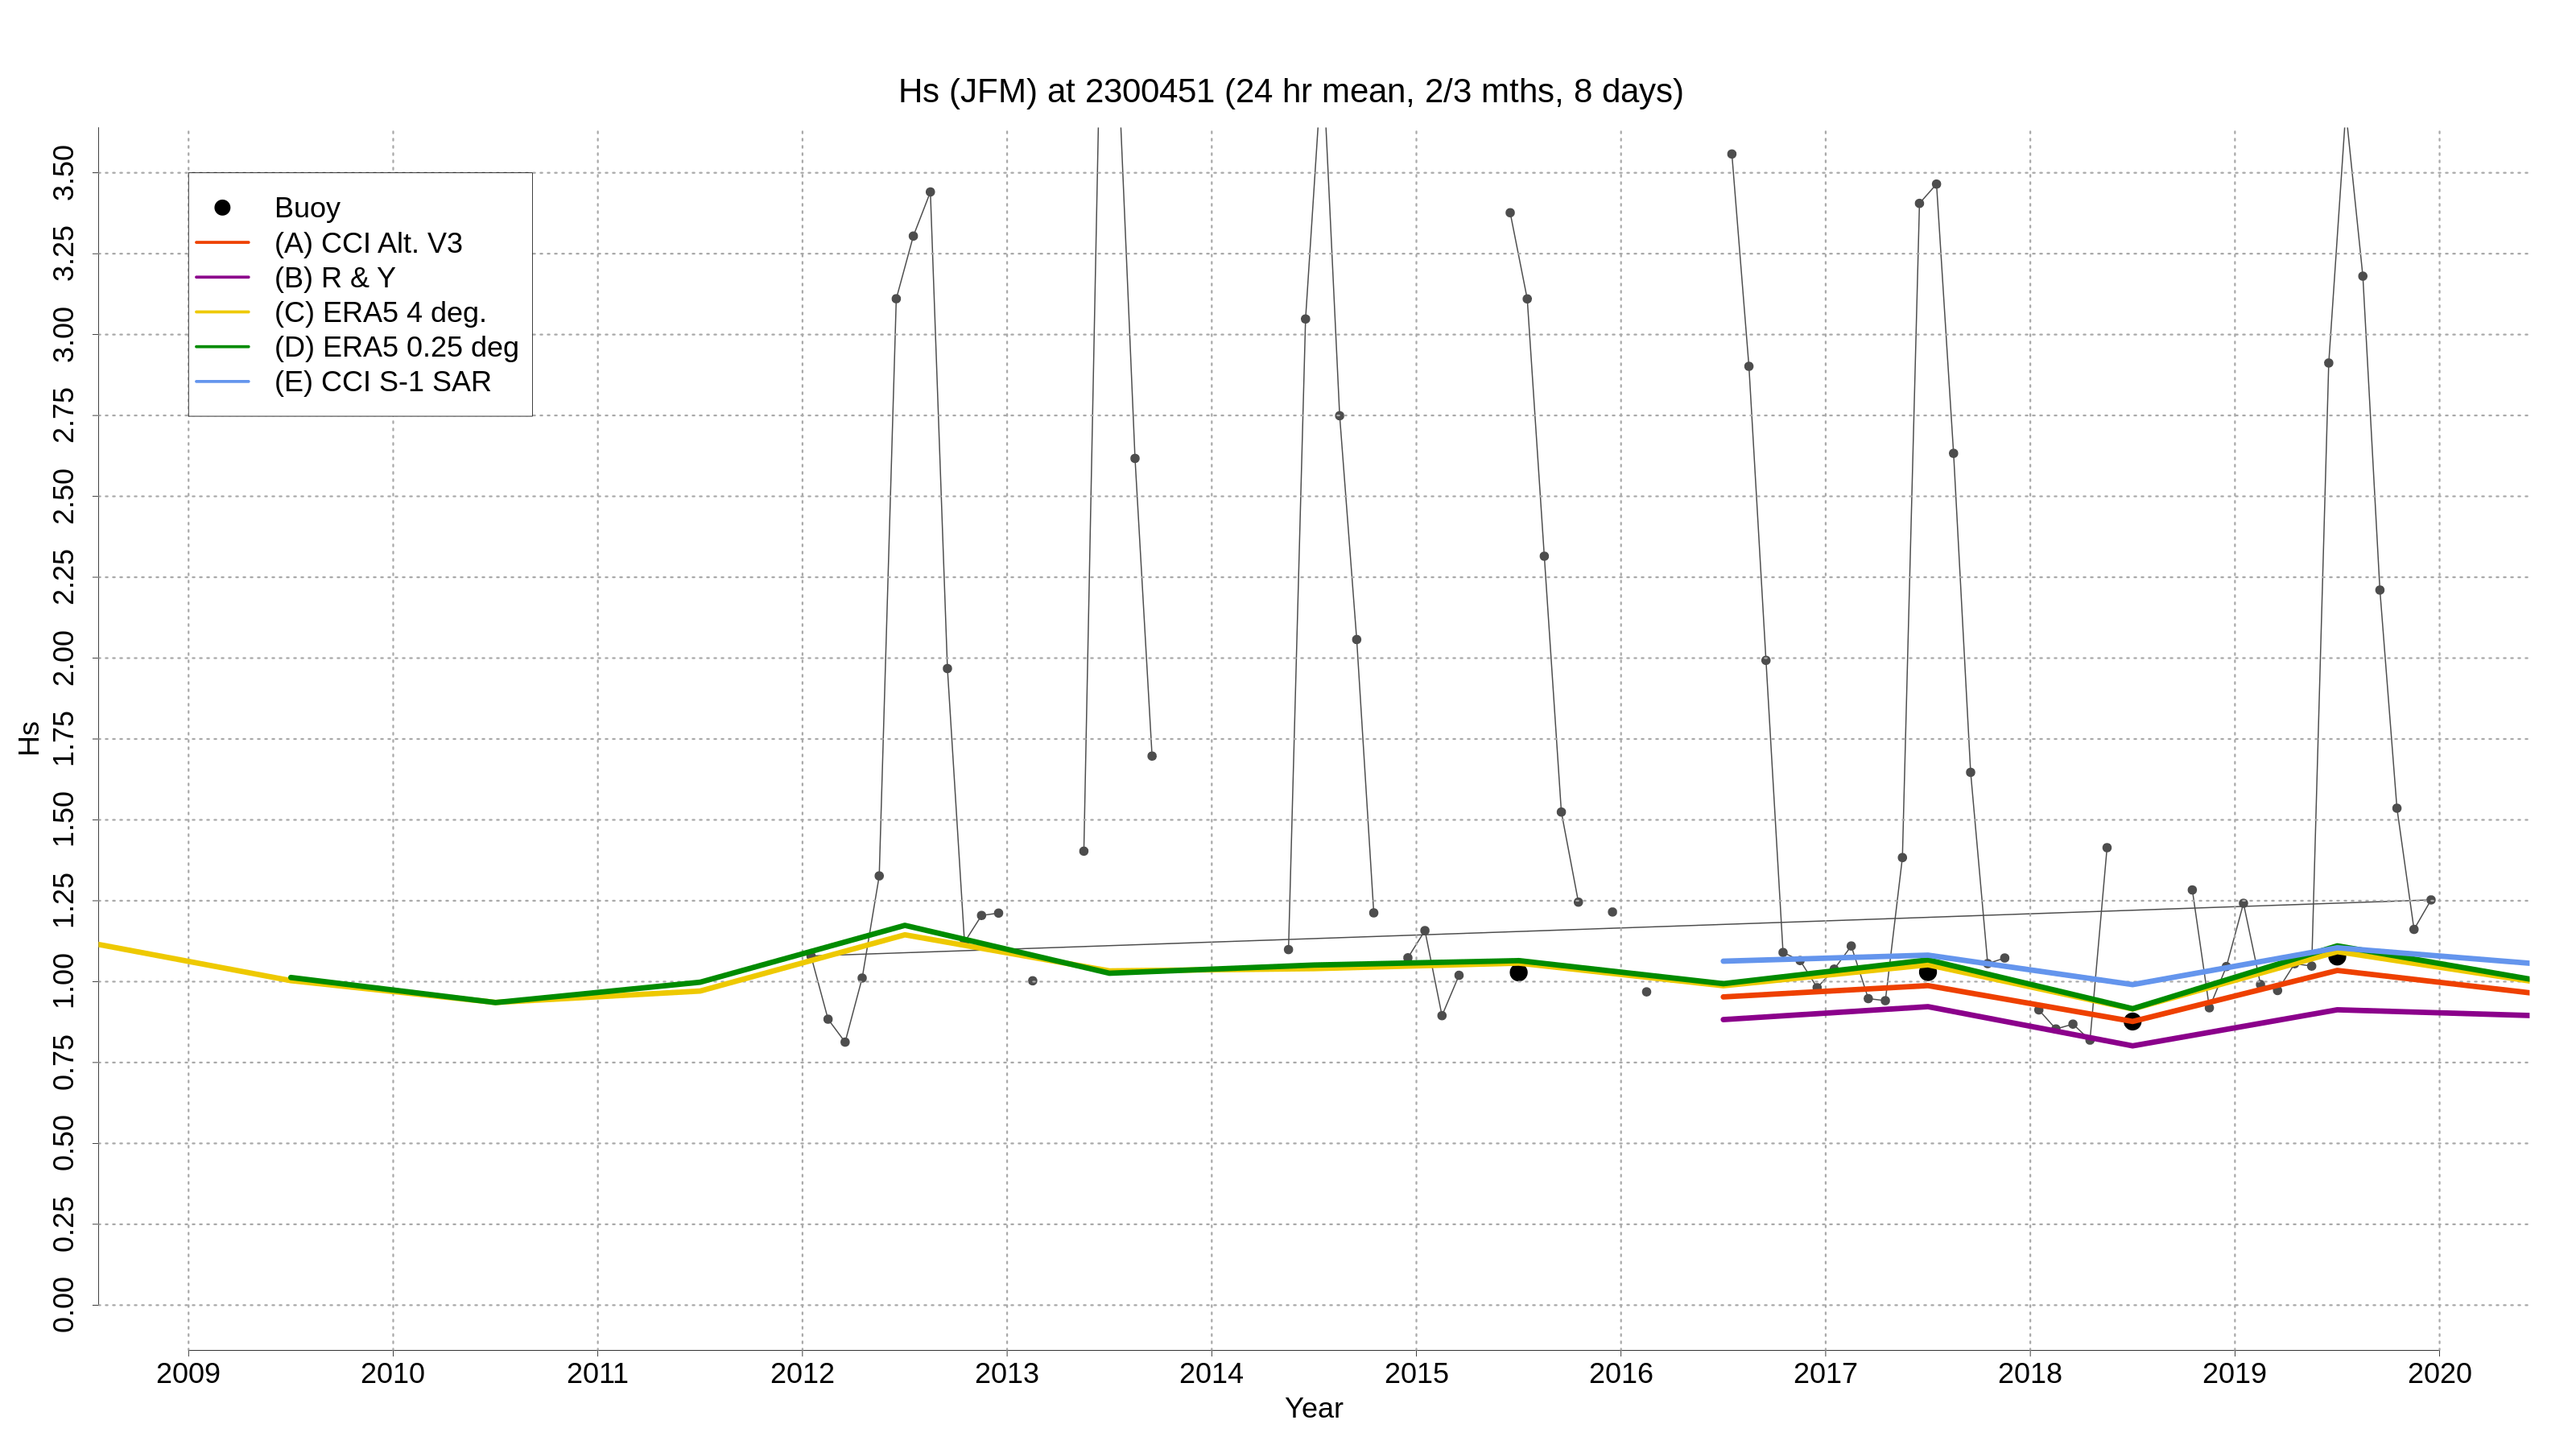 Hs (JFM) at 2300451 (24 hr mean, 2/3 mths, 8 days)
3.50
3.25
3.00
2.75
2.50
2.25
2.00
1.75
1.50
1.25
1.00
0.75
0.50
0.25
0.00
Hs
Buoy
(A) CCI Alt. V3
(B) R & Y
(C) ERA5 4 deg.
(D) ERA5 0.25 deg
(E) CCI S-1 SAR
2009 2010 2011 2012 2013 2014 2015 2016 2017 2018 2019 2020
Year